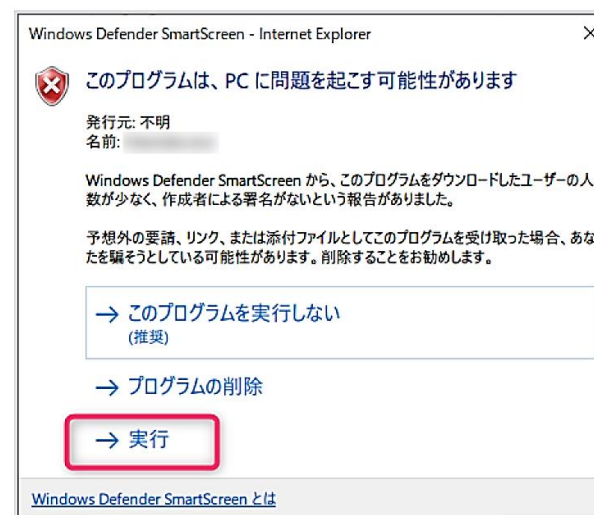 Windows Defender SmartScreen - Internet Explorer
このプログラムは、PC に問題を起こす可能性があります
発行元: 不明
名前:
Windows Defender SmartScreen から、このプログラムをダウンロードしたユーザーの人
数が少なく、作成者による署名がないという報告がありました。
予想外の要請、リンク、または添付ファイルとしてこのプログラムを受け取った場合、あな
たを騙そうとしている可能性があります。削除することをお勧めします。
→ このプログラムを実行しない
(推奨)
→ プログラムの削除
→ 実行
Windows Defender SmartScreen とは